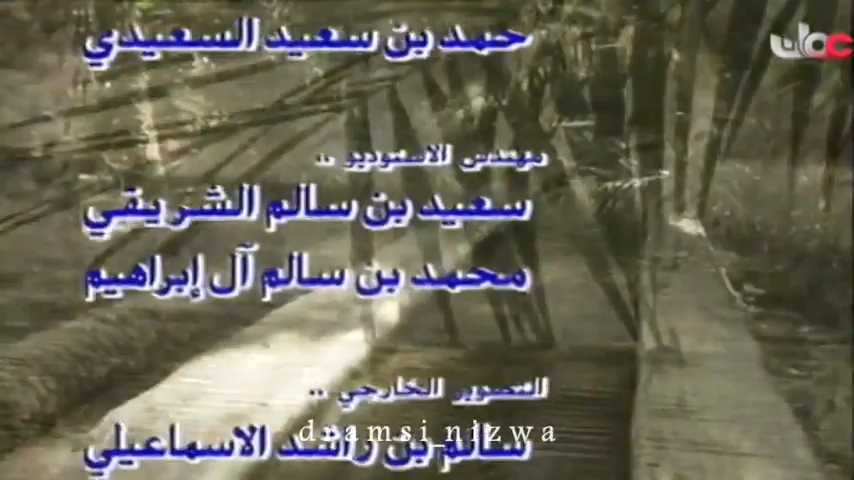 حمد بن سعيد السعيدي
عمان
مهندس الاستوديو ..
سعيد بن سالم الشريقي
محمد بن سالم آل إبراهيم
التصوير الخارجي ..
سالم بن راشد الاسماعيلي
dramsi_nizwa